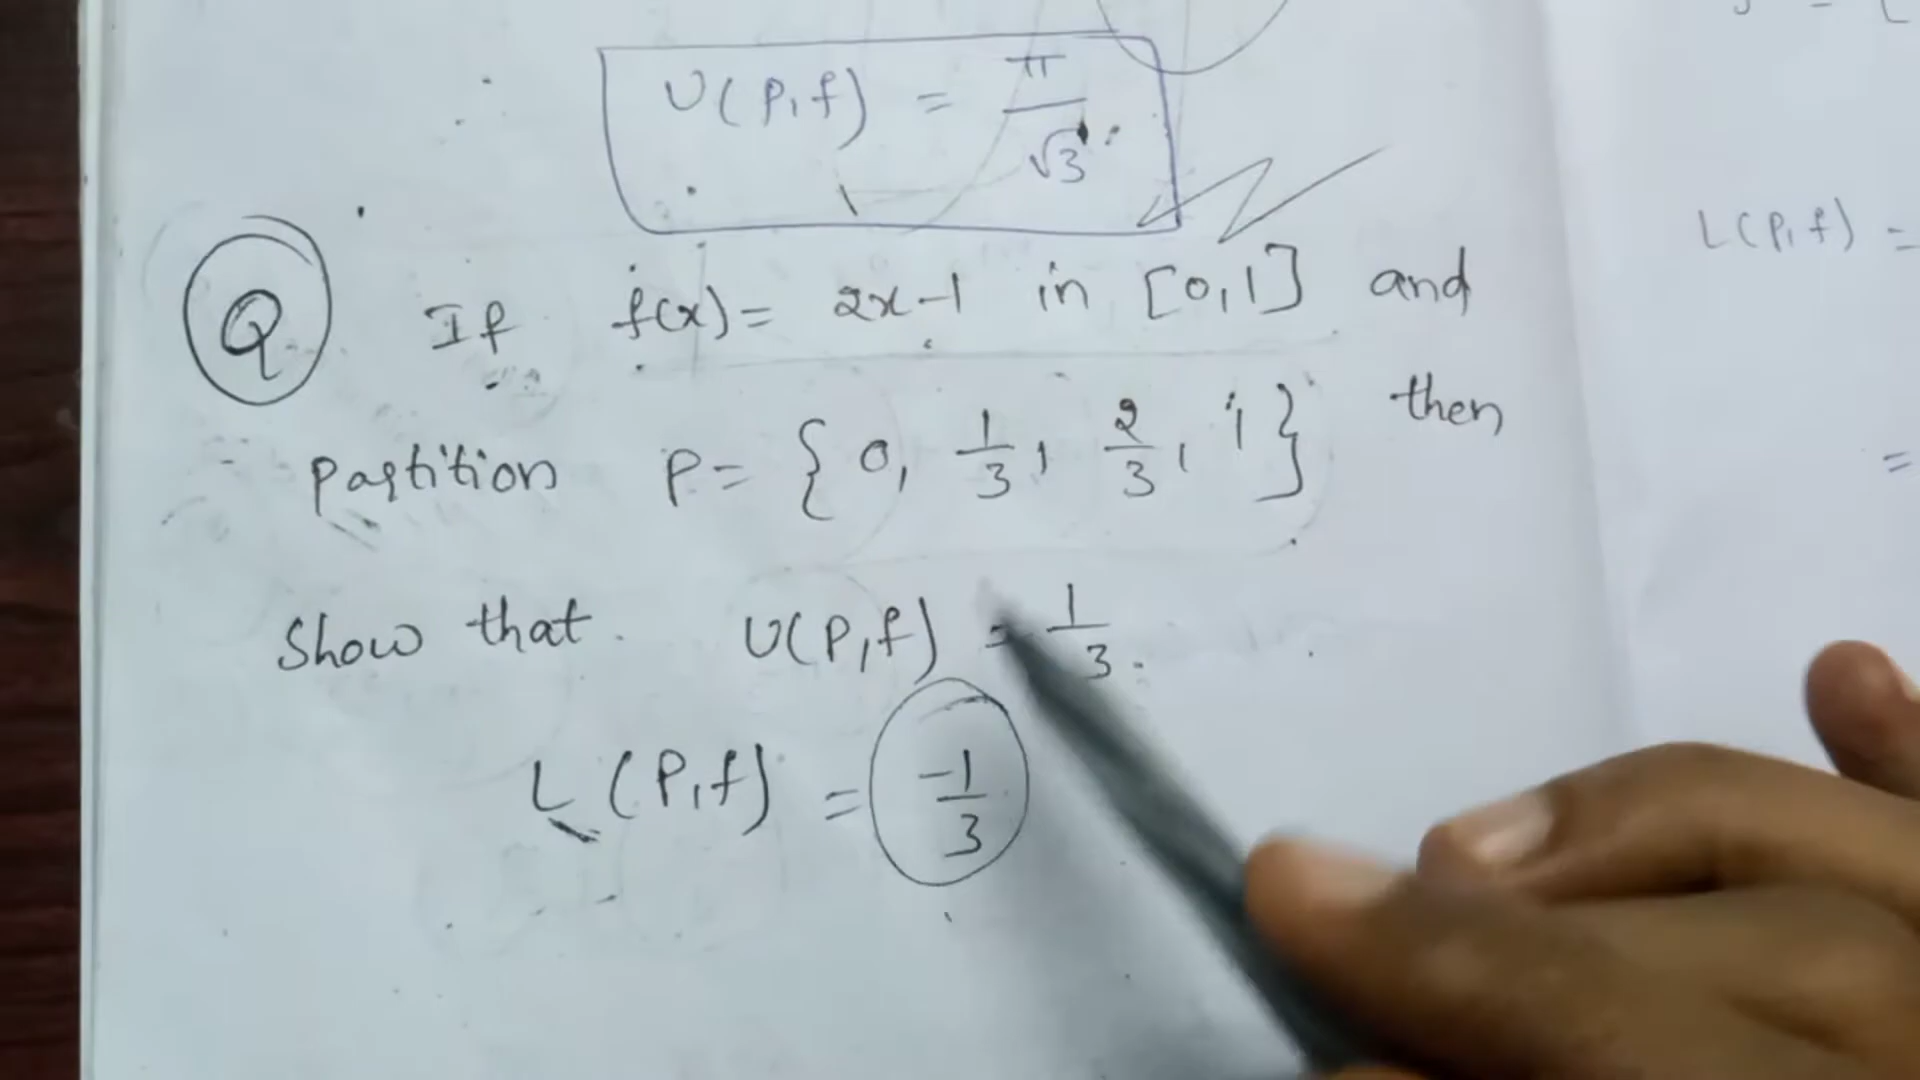 U(P,f) = π/√3
Q If f(x) = 2x-1 in [0,1] and
partition P = {0, 1/3, 2/3, 1} then
Show that U(P,f) = 1/3.
L(P,f) = -1/3
L(P,f) =
=